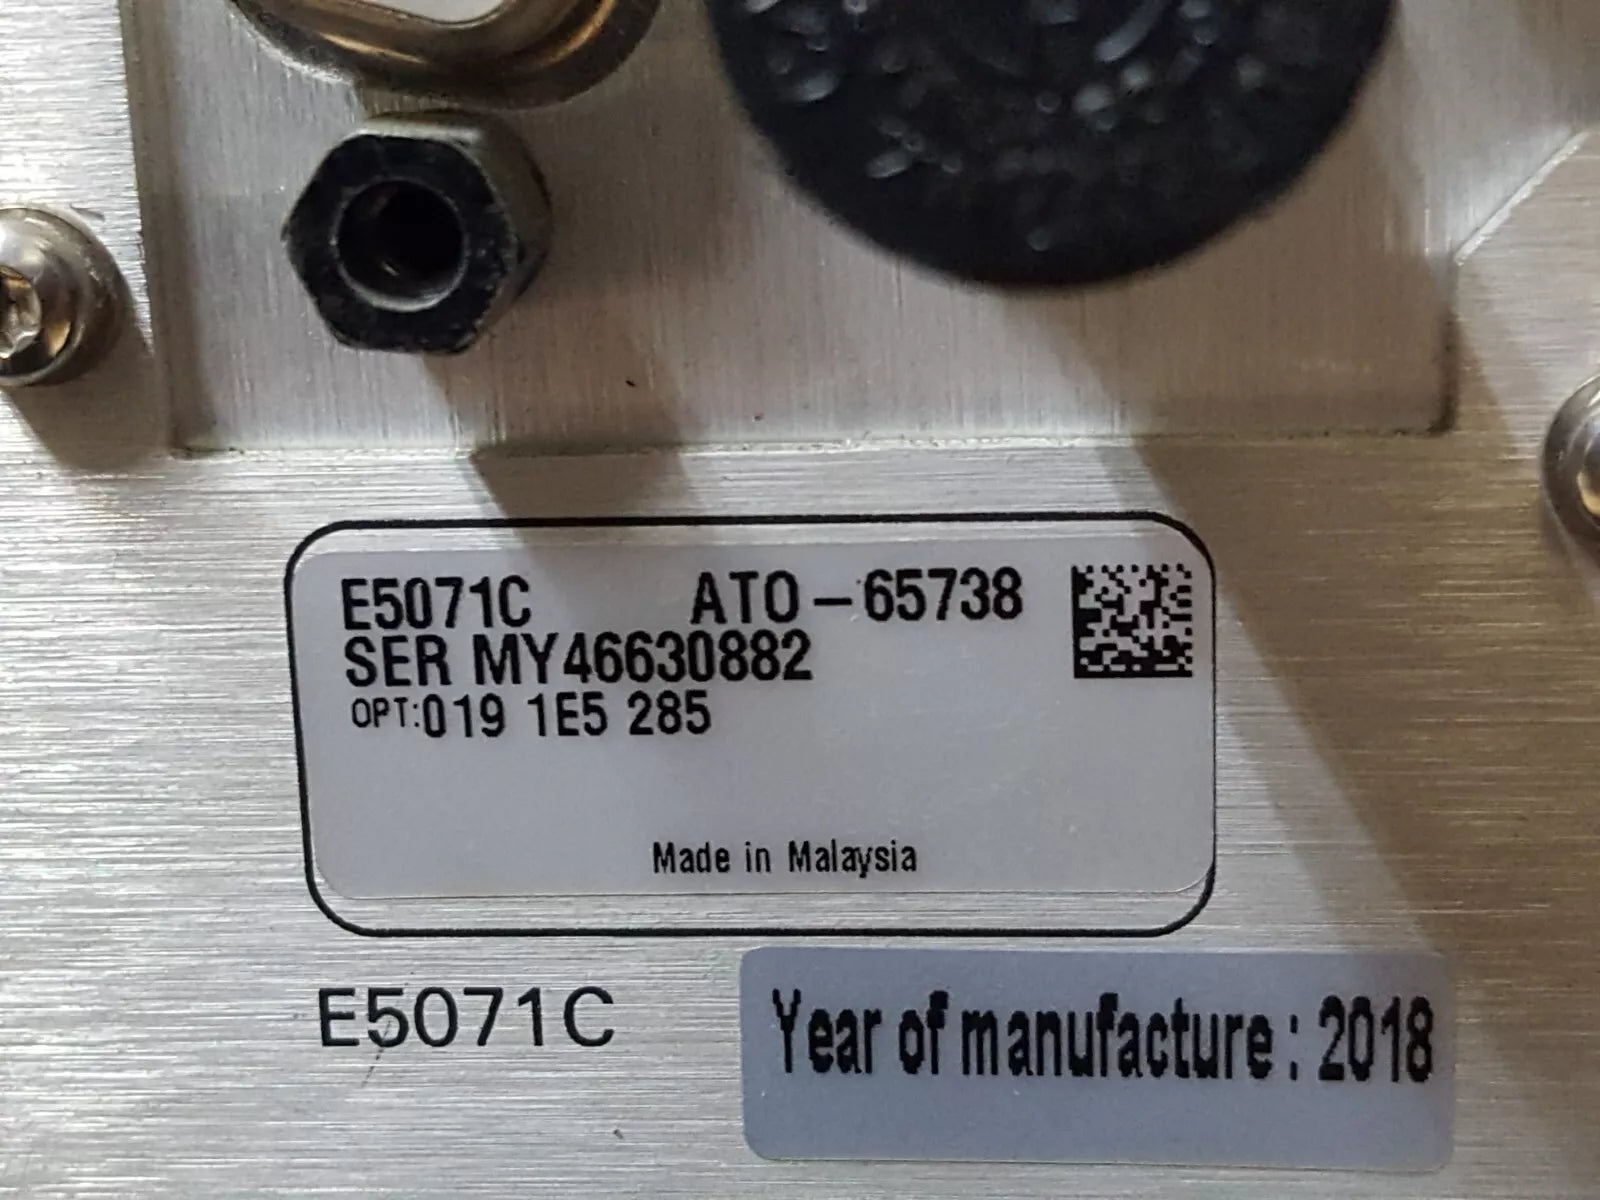 E5071C ATO-65738
SER MY46630882
OPT:019 1E5 285
Made in Malaysia
E5071C
Year of manufacture: 2018